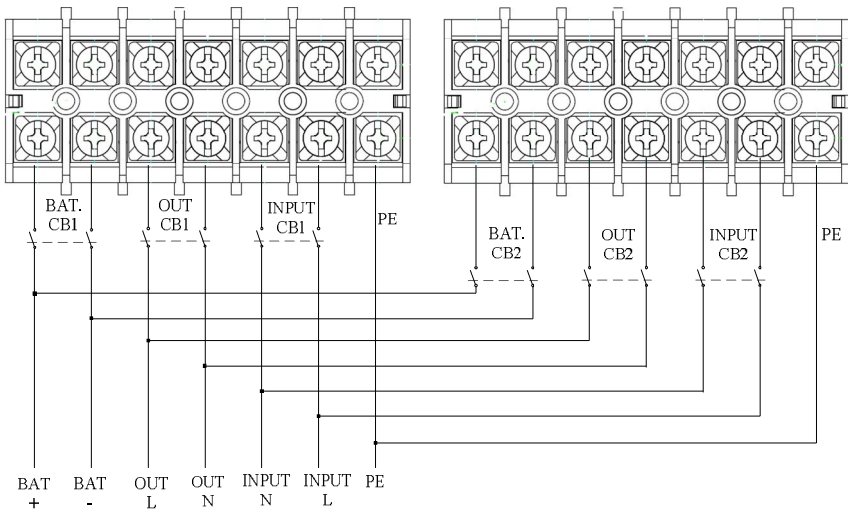 BAT.
CB1
OUT
CB1
INPUT
CB1
PE
BAT.
CB2
OUT
CB2
INPUT
CB2
PE
BAT
+
BAT
-
OUT
L
OUT
N
INPUT
N
INPUT
L
PE